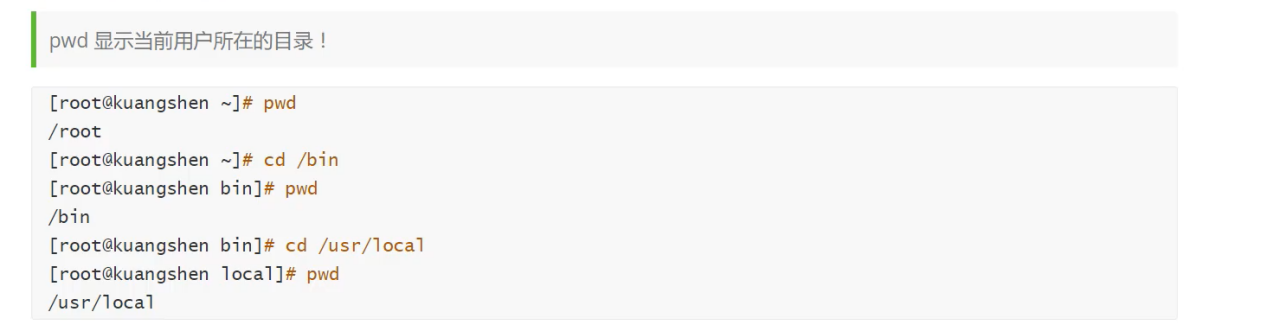 pwd 显示当前用户所在的目录！
[root@kuangshen ~]# pwd
/root
[root@kuangshen ~]# cd /bin
[root@kuangshen bin]# pwd
/bin
[root@kuangshen bin]# cd /usr/local
[root@kuangshen local]# pwd
/usr/local